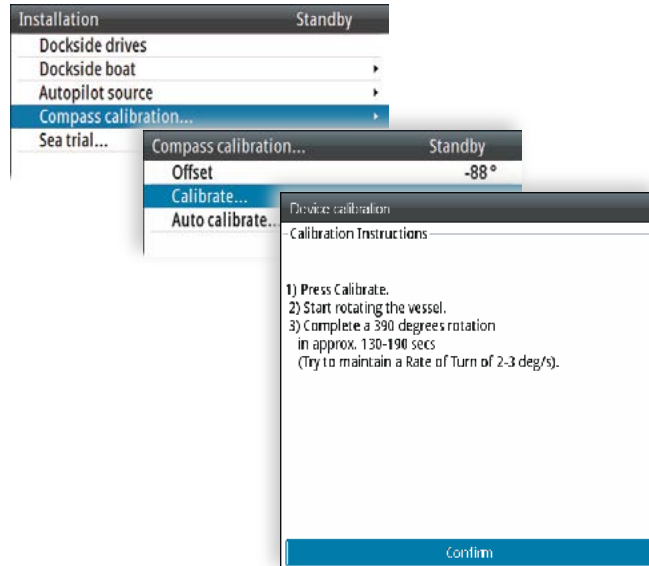 Installation Standby
Dockside drives
Dockside boat
Autopilot source
Compass calibration...
Sea trial...
Compass calibration... Standby
Offset -88°
Calibrate...
Auto calibrate...
Device calibration
Calibration Instructions
1) Press Calibrate.
2) Start rotating the vessel.
3) Complete a 390 degrees rotation
in approx. 130-190 secs
(Try to maintain a Rate of Turn of 2-3 deg/s).
Confirm